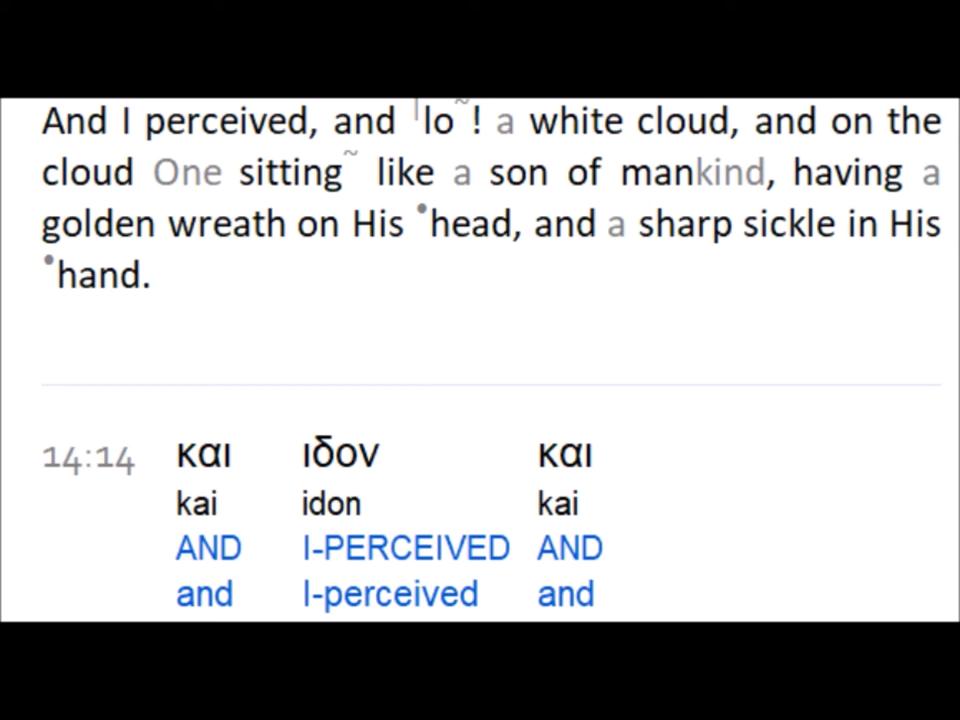 And I perceived, and ˈlo˜! a white cloud, and on the
cloud One sitting˜ like a son of mankind, having a
golden wreath on His •head, and a sharp sickle in His
•hand.
14:14 και ιδον και
kai idon kai
AND I-PERCEIVED AND
and I-perceived and